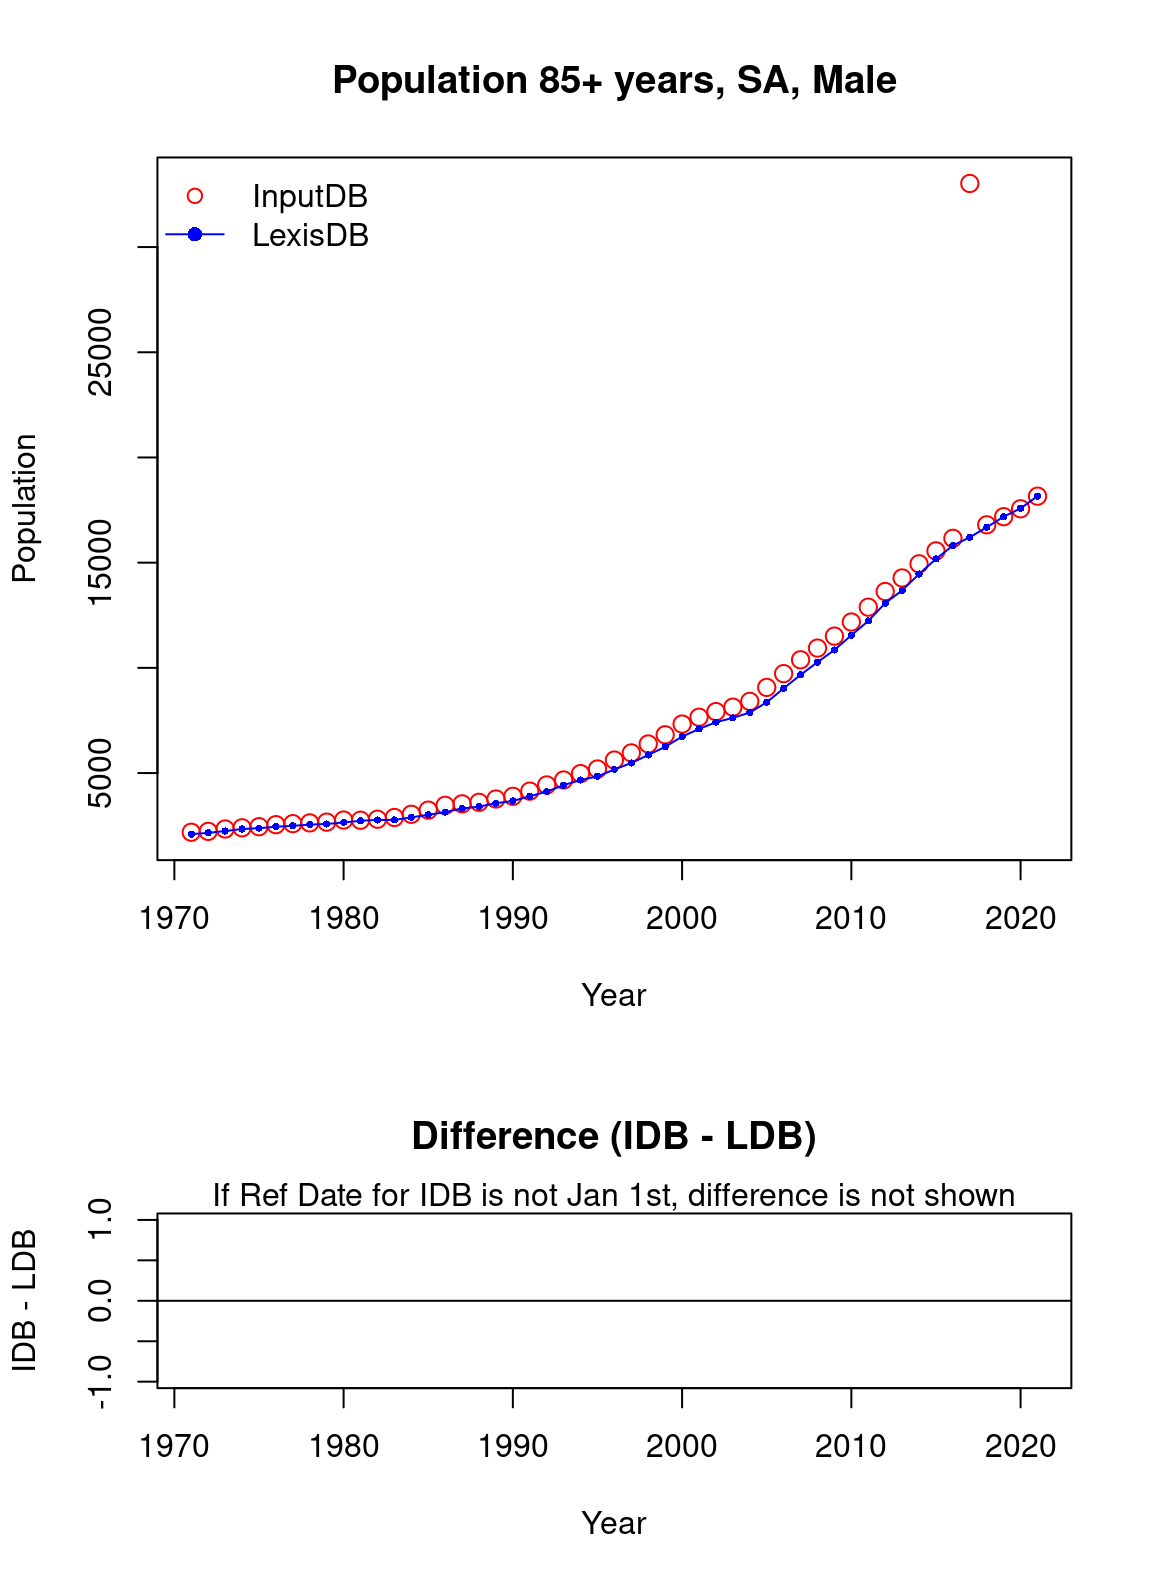 Population 85+ years, SA, Male
InputDB
LexisDB
Population
5000
15000
25000
1970 1980 1990 2000 2010 2020
Year
Difference (IDB - LDB)
If Ref Date for IDB is not Jan 1st, difference is not shown
IDB - LDB
-1.0
0.0
1.0
1970 1980 1990 2000 2010 2020
Year